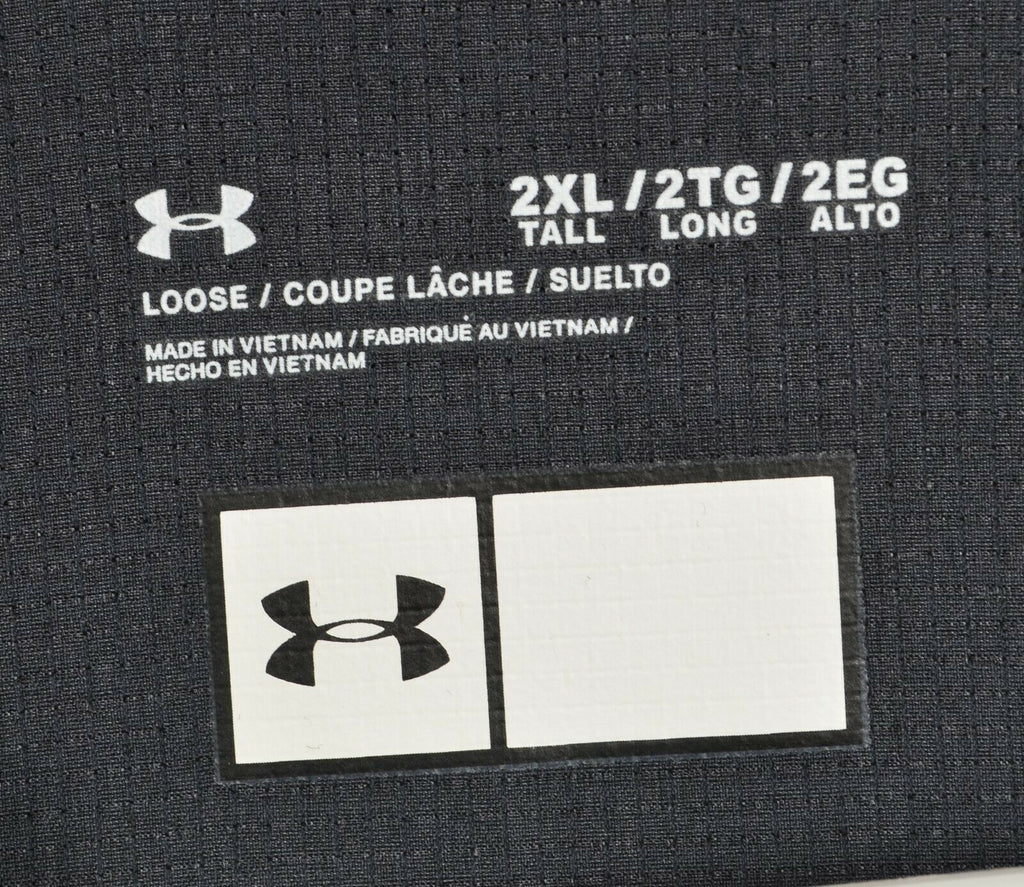 2XL / 2TG / 2EG
TALL LONG ALTO
LOOSE / COUPE LÂCHE / SUELTO
MADE IN VIETNAM / FABRIQUÉ AU VIETNAM /
HECHO EN VIETNAM